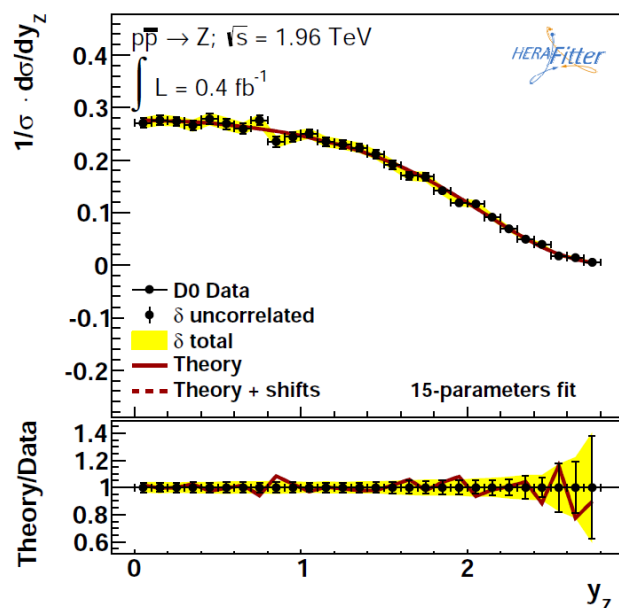 pp̅ → Z; √s = 1.96 TeV
HERAFitter
∫ L = 0.4 fb⁻¹
1/σ · dσ/dy_Z
0.4
0.3
0.2
0.1
0
-0.1
-0.2
D0 Data
δ uncorrelated
δ total
Theory
Theory + shifts 15-parameters fit
Theory/Data
1.4
1.2
1
0.8
0.6
0 1 2
y_Z